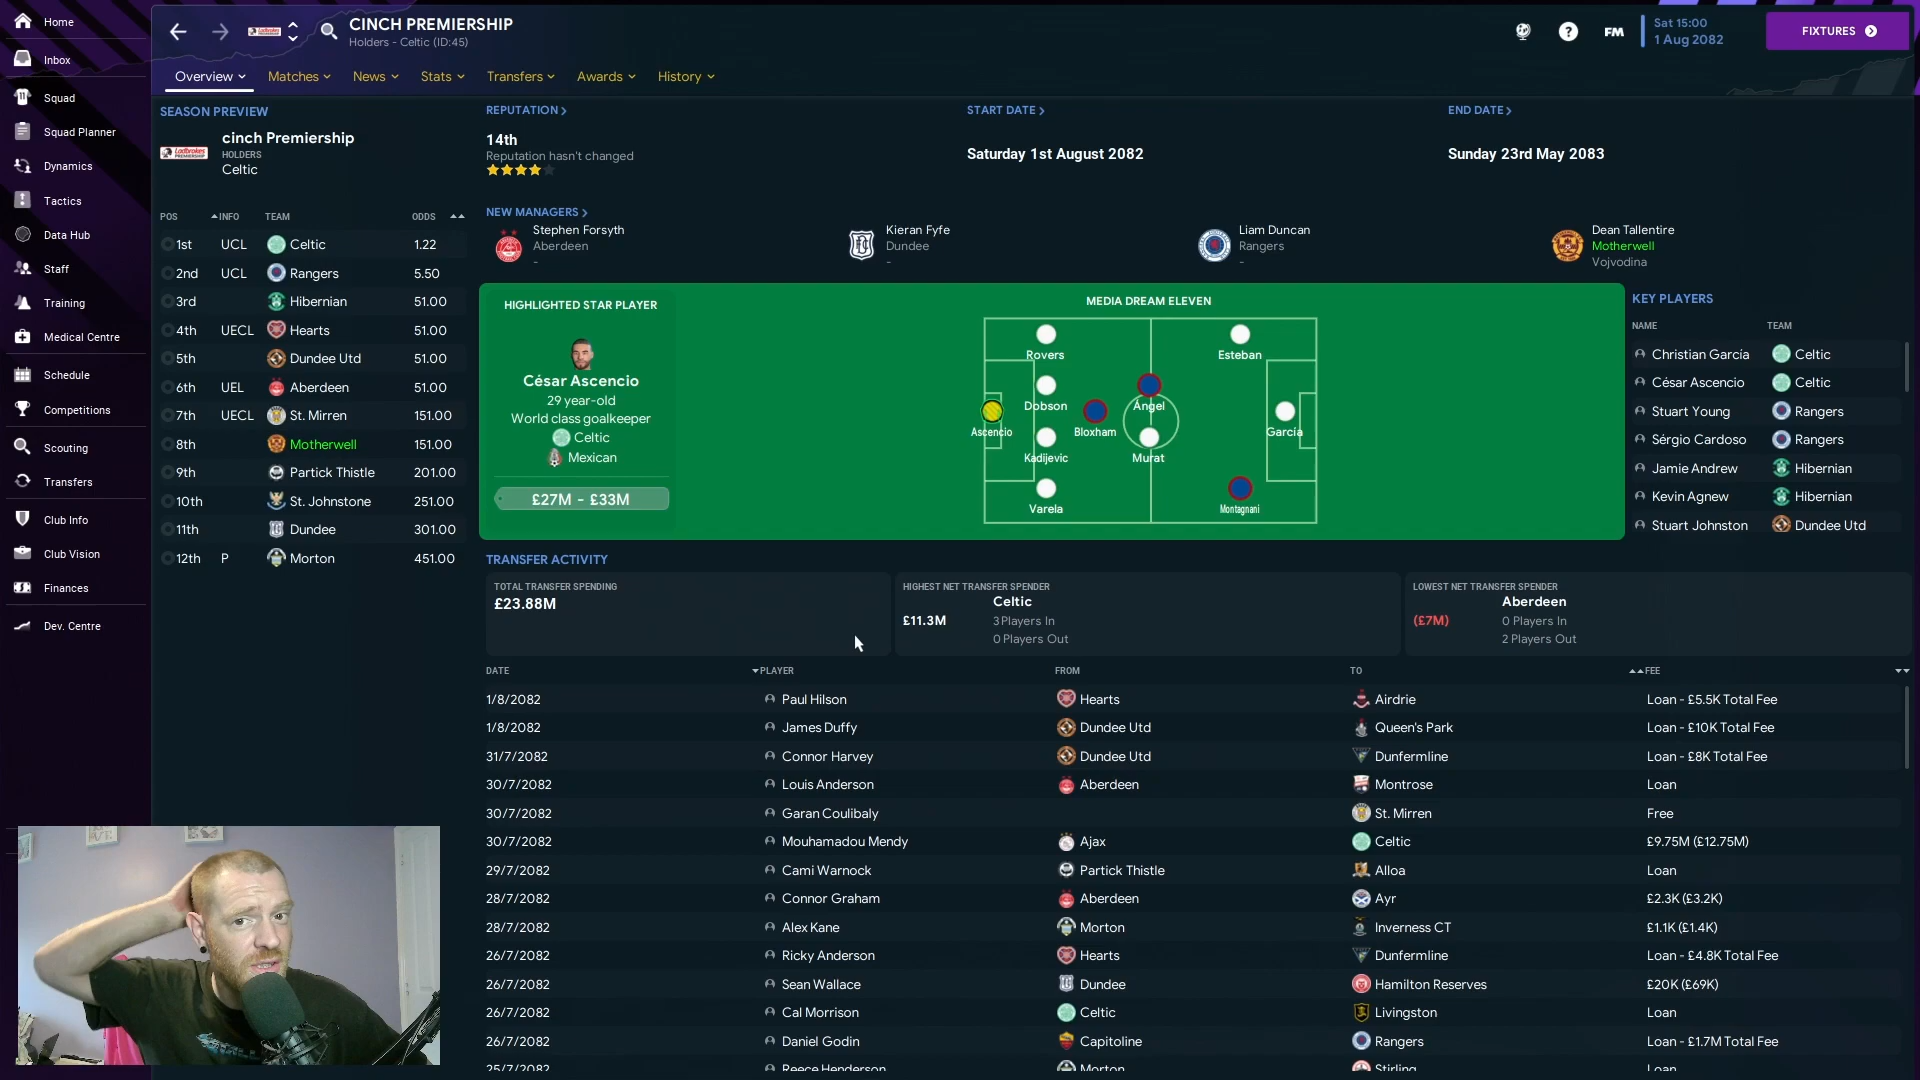 Home
Inbox
Squad
Squad Planner
Dynamics
Tactics
Data Hub
Staff
Training
Medical Centre
Schedule
Competitions
Scouting
Transfers
Club Info
Club Vision
Finances
Dev. Centre
CINCH PREMIERSHIP
Holders - Celtic (ID:45)
FM
Sat 15:00
1 Aug 2082
FIXTURES
Overview Matches News Stats Transfers Awards History
SEASON PREVIEW
cinch Premiership
HOLDERS
Celtic
POS INFO TEAM ODDS
1st UCL Celtic 1.22
2nd UCL Rangers 5.50
3rd Hibernian 51.00
4th UECL Hearts 51.00
5th Dundee Utd 51.00
6th UEL Aberdeen 51.00
7th UECL St. Mirren 151.00
8th Motherwell 151.00
9th Partick Thistle 201.00
10th St. Johnstone 251.00
11th Dundee 301.00
12th P Morton 451.00
REPUTATION
14th
Reputation hasn't changed
START DATE
Saturday 1st August 2082
END DATE
Sunday 23rd May 2083
NEW MANAGERS
Stephen Forsyth
Aberdeen
-
Kieran Fyfe
Dundee
-
Liam Duncan
Rangers
-
Dean Tallentire
Motherwell
Vojvodina
HIGHLIGHTED STAR PLAYER
César Ascencio
29 year-old
World class goalkeeper
Celtic
Mexican
£27M - £33M
MEDIA DREAM ELEVEN
Rovers
Esteban
Dobson
Ángel
Ascencio
Bloxham
García
Kadijevic
Murat
Varela
Montagnani
KEY PLAYERS
NAME TEAM
Christian García Celtic
César Ascencio Celtic
Stuart Young Rangers
Sérgio Cardoso Rangers
Jamie Andrew Hibernian
Kevin Agnew Hibernian
Stuart Johnston Dundee Utd
TRANSFER ACTIVITY
TOTAL TRANSFER SPENDING
£23.88M
HIGHEST NET TRANSFER SPENDER
£11.3M
Celtic
3 Players In
0 Players Out
LOWEST NET TRANSFER SPENDER
(£7M)
Aberdeen
0 Players In
2 Players Out
DATE PLAYER FROM TO FEE
1/8/2082 Paul Hilson Hearts Airdrie Loan - £5.5K Total Fee
1/8/2082 James Duffy Dundee Utd Queen's Park Loan - £10K Total Fee
31/7/2082 Connor Harvey Dundee Utd Dunfermline Loan - £8K Total Fee
30/7/2082 Louis Anderson Aberdeen Montrose Loan
30/7/2082 Garan Coulibaly St. Mirren Free
30/7/2082 Mouhamadou Mendy Ajax Celtic £9.75M (£12.75M)
29/7/2082 Cami Warnock Partick Thistle Alloa Loan
28/7/2082 Connor Graham Aberdeen Ayr £2.3K (£3.2K)
28/7/2082 Alex Kane Morton Inverness CT £1.1K (£1.4K)
26/7/2082 Ricky Anderson Hearts Dunfermline Loan - £4.8K Total Fee
26/7/2082 Sean Wallace Dundee Hamilton Reserves £20K (£69K)
26/7/2082 Cal Morrison Celtic Livingston Loan
26/7/2082 Daniel Godin Capitoline Rangers Loan - £1.7M Total Fee
25/7/2082 Reece Henderson Morton Stirling Loan